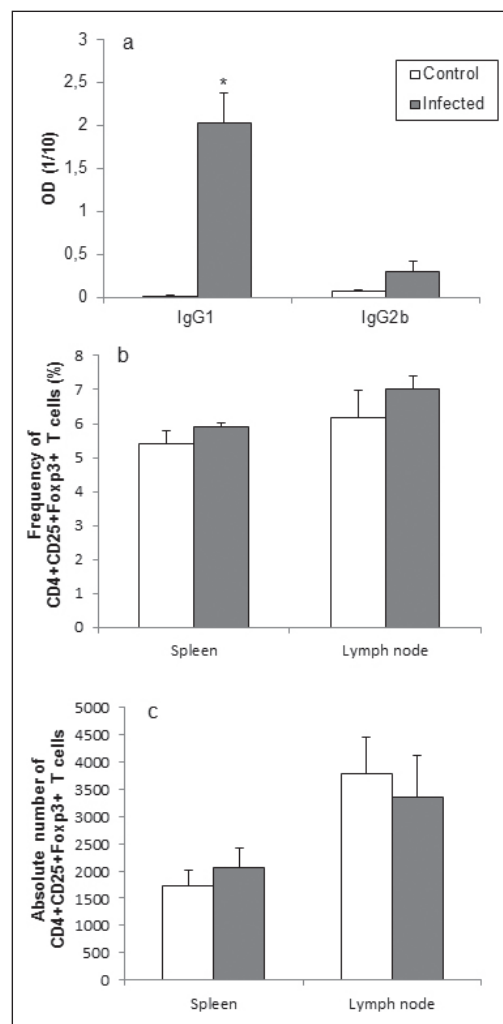 a
3
2,5
2
1,5
1
0,5
0
OD (1/10)
*
Control
Infected
IgG1 IgG2b
b
8
7
6
5
4
3
2
1
0
Frequency of
CD4+CD25+Foxp3+ T cells (%)
Spleen Lymph node
c
5000
4500
4000
3500
3000
2500
2000
1500
1000
500
0
Absolute number of
CD4+CD25+Foxp3+ T cells
Spleen Lymph node